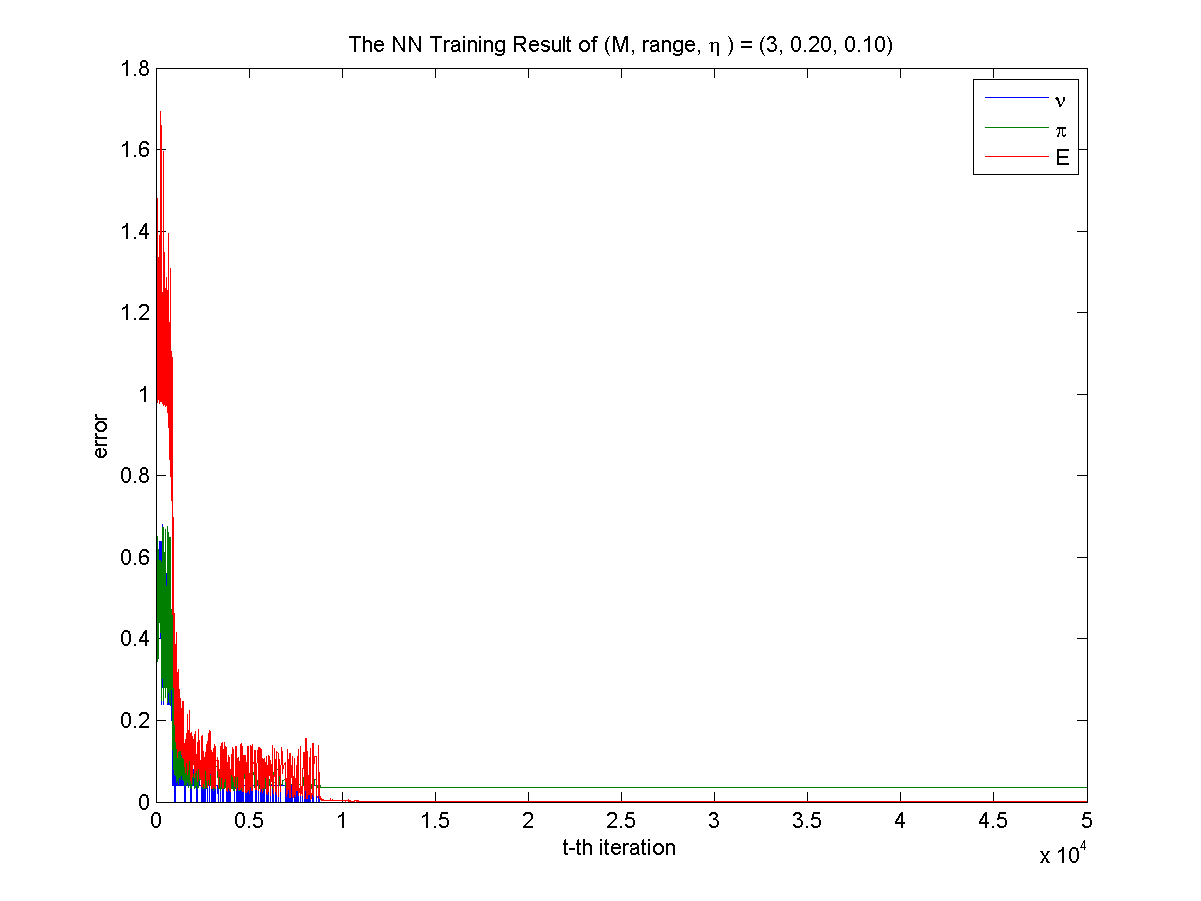 The NN Training Result of (M, range, η ) = (3, 0.20, 0.10)
1.8
1.6
1.4
1.2
1
0.8
0.6
0.4
0.2
0
error
ν
π
E
0 0.5 1 1.5 2 2.5 3 3.5 4 4.5 5
t-th iteration
x 10^4